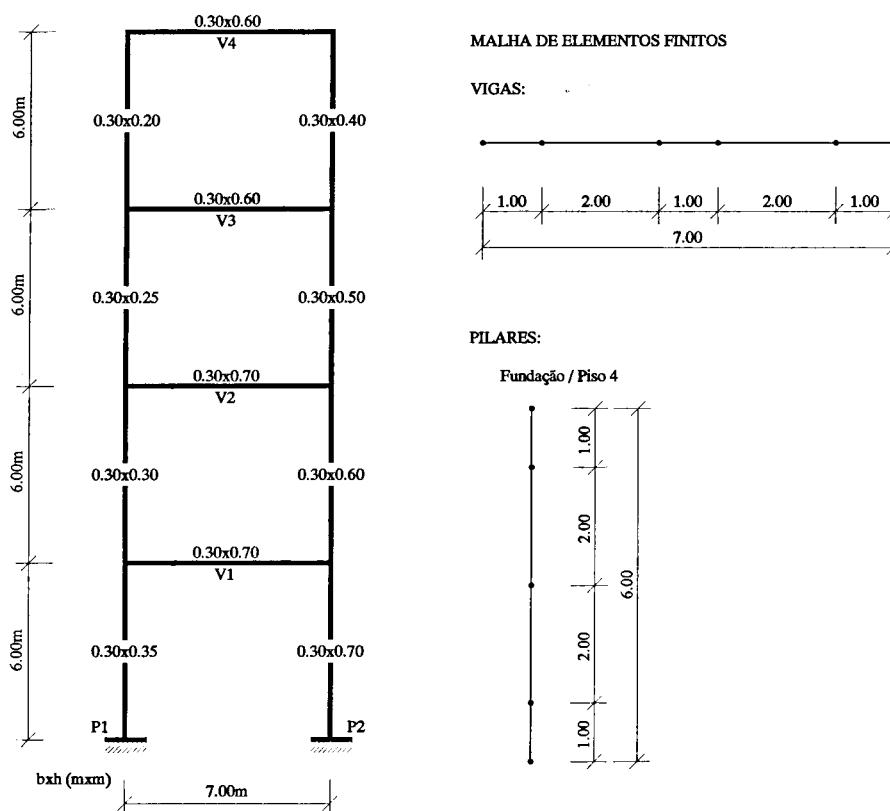 0.30x0.60
V4
6.00m
0.30x0.20
0.30x0.40
0.30x0.60
V3
6.00m
0.30x0.25
0.30x0.50
0.30x0.70
V2
6.00m
0.30x0.30
0.30x0.60
0.30x0.70
V1
6.00m
0.30x0.35
0.30x0.70
P1
P2
bxh (mxm)
7.00m
MALHA DE ELEMENTOS FINITOS
VIGAS:
1.00
2.00
1.00
2.00
1.00
7.00
PILARES:
Fundação / Piso 4
1.00
2.00
2.00
1.00
6.00